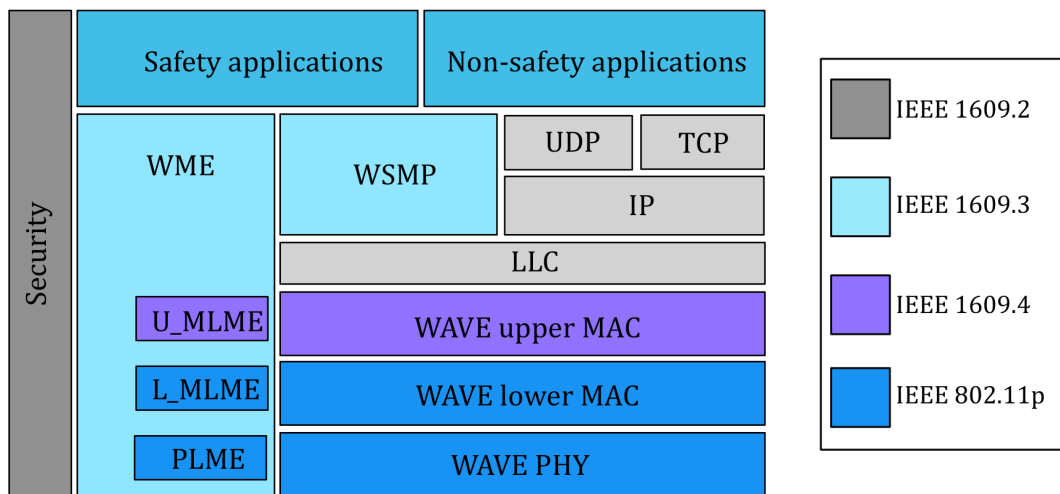 Security
Safety applications
Non-safety applications
WME
WSMP
UDP
TCP
IP
LLC
U_MLME
WAVE upper MAC
L_MLME
WAVE lower MAC
PLME
WAVE PHY
IEEE 1609.2
IEEE 1609.3
IEEE 1609.4
IEEE 802.11p